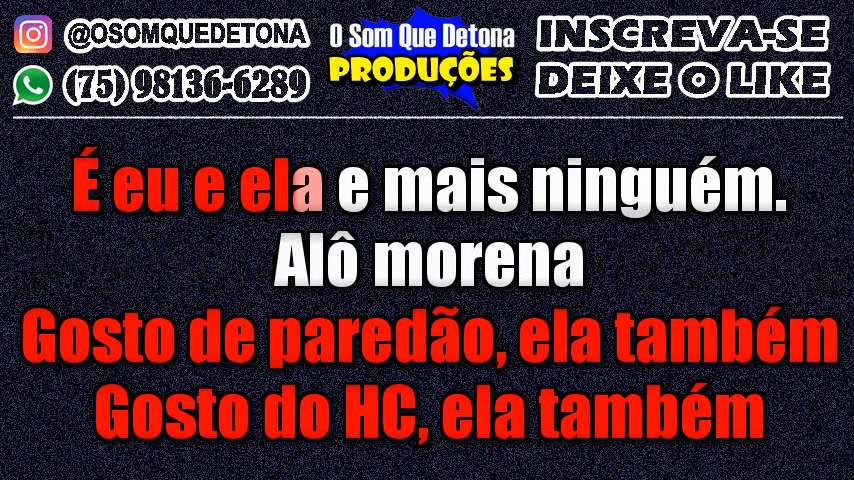 @OSOMQUEDETONA
(75) 98136-6289
O Som Que Detona
PRODUÇÕES
INSCREVA-SE
DEIXE O LIKE
É eu e ela e mais ninguém.
Alô morena
Gosto de paredão, ela também
Gosto do HC, ela também